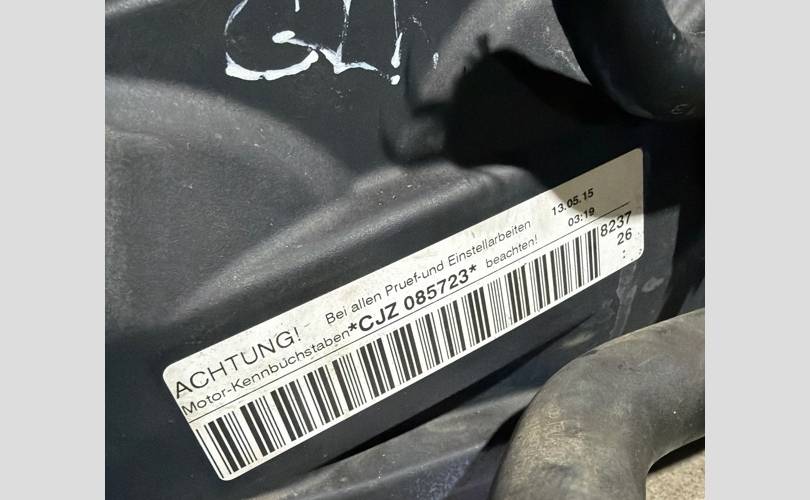 ACHTUNG! Bei allen Pruef-und Einstellarbeiten 13.05.15
Motor-Kennbuchstaben *CJZ 085723* beachten! 03:19
8237
26
: